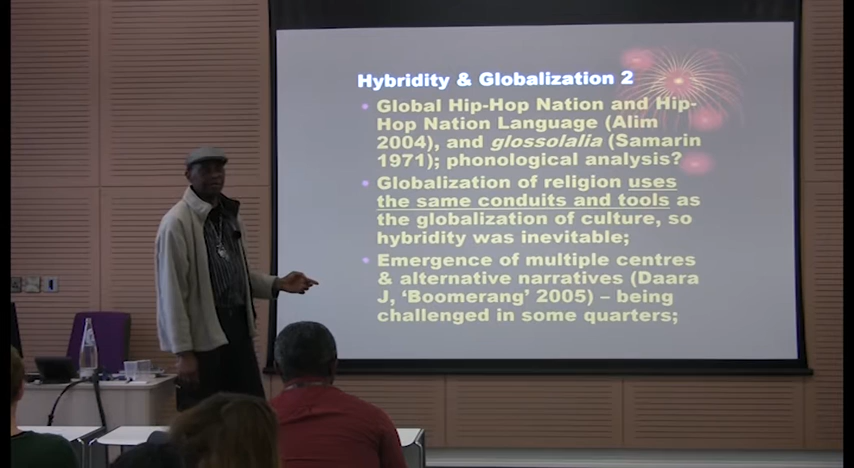 Hybridity & Globalization 2
Global Hip-Hop Nation and Hip-
Hop Nation Language (Alim
2004), and glossolalia (Samarin
1971); phonological analysis?
Globalization of religion uses
the same conduits and tools as
the globalization of culture, so
hybridity was inevitable;
Emergence of multiple centres
& alternative narratives (Daara
J, ‘Boomerang’ 2005) – being
challenged in some quarters;